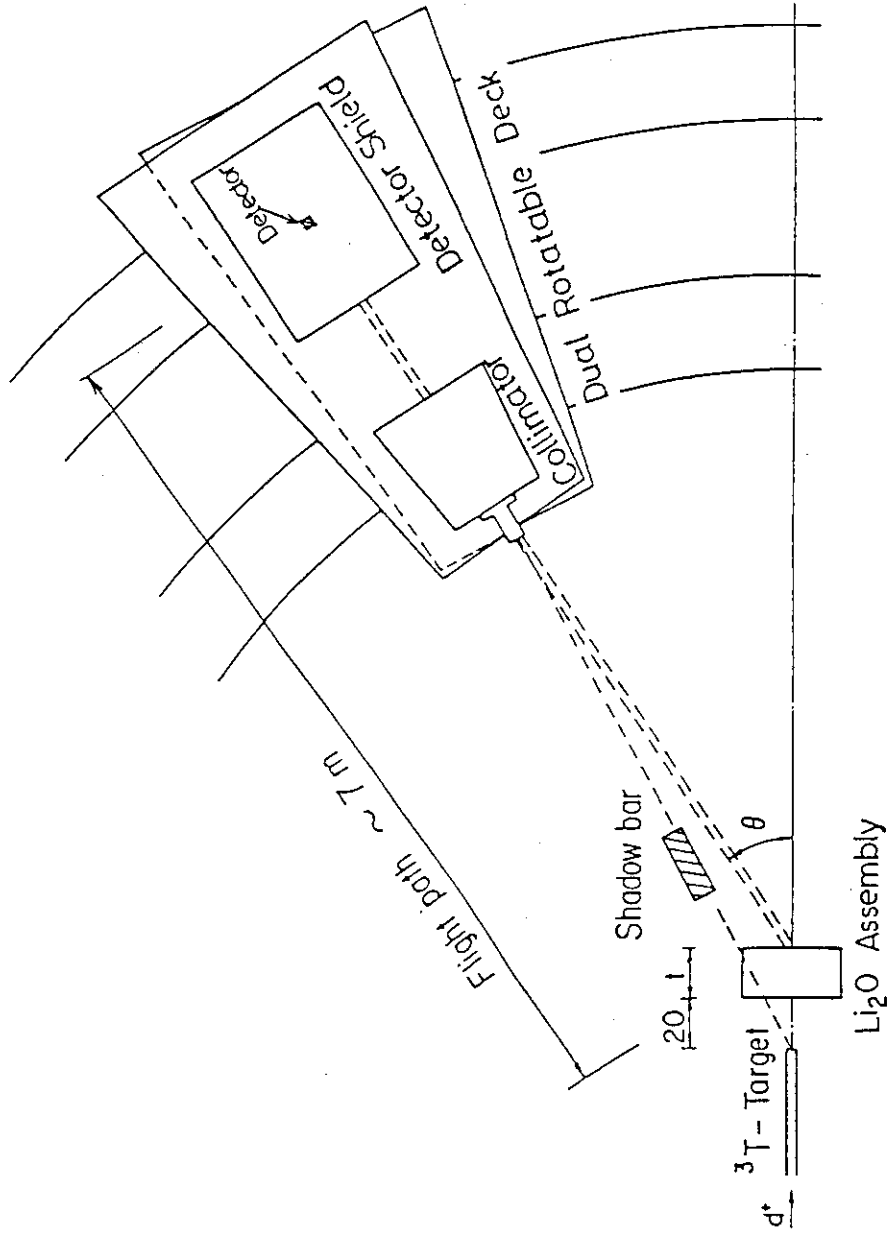 Detector
Detector Shield
Dual Rotatable Deck
Collimator
Flight path ~ 7 m
Shadow bar
θ
20
t
³T-Target
d⁺
Li₂O Assembly